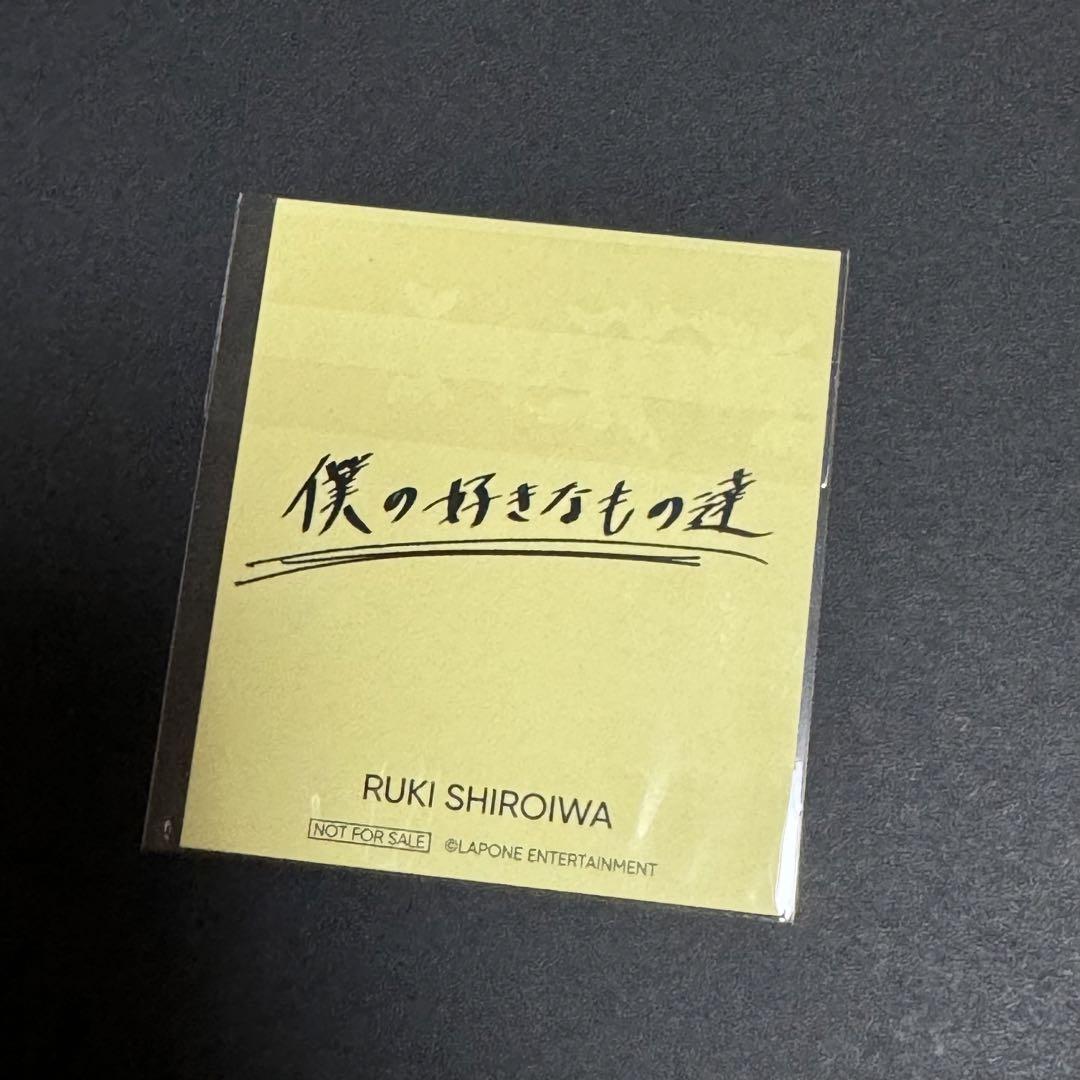 僕の好きなもの達
RUKI SHIROIWA
NOT FOR SALE ©LAPONE ENTERTAINMENT